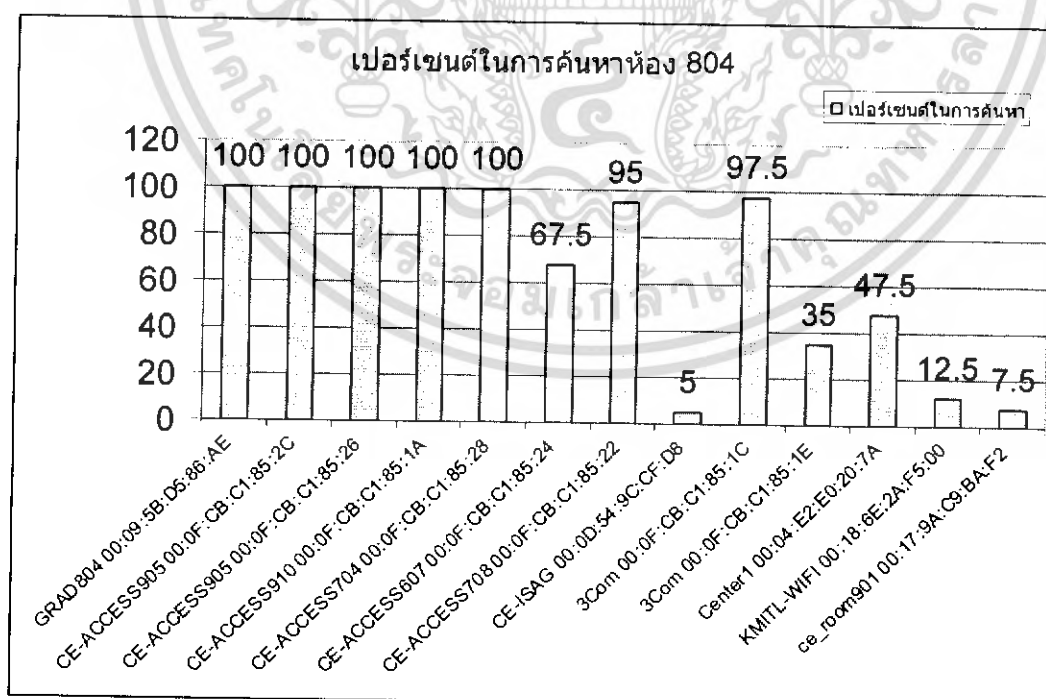 เปอร์เซนต์ในการค้นหาห้อง 804
เปอร์เซนต์ในการค้นหา
120
100
80
60
40
20
0
100 100 100 100 100 67.5 95 5 97.5 35 47.5 12.5 7.5
GRAD804 00:09:5B:D5:86:AE
CE-ACCESS905 00:0F:CB:C1:85:2C
CE-ACCESS905 00:0F:CB:C1:85:26
CE-ACCESS910 00:0F:CB:C1:85:1A
CE-ACCESS704 00:0F:CB:C1:85:28
CE-ACCESS607 00:0F:CB:C1:85:24
CE-ACCESS708 00:0F:CB:C1:85:22
CE-ISAG 00:0D:54:9C:CF:D8
3Com 00:0F:CB:C1:85:1C
3Com 00:0F:CB:C1:85:1E
Center1 00:04:E2:E0:20:7A
KMITL-WIFI 00:18:6E:2A:F5:00
ce_room901 00:17:9A:C9:BA:F2